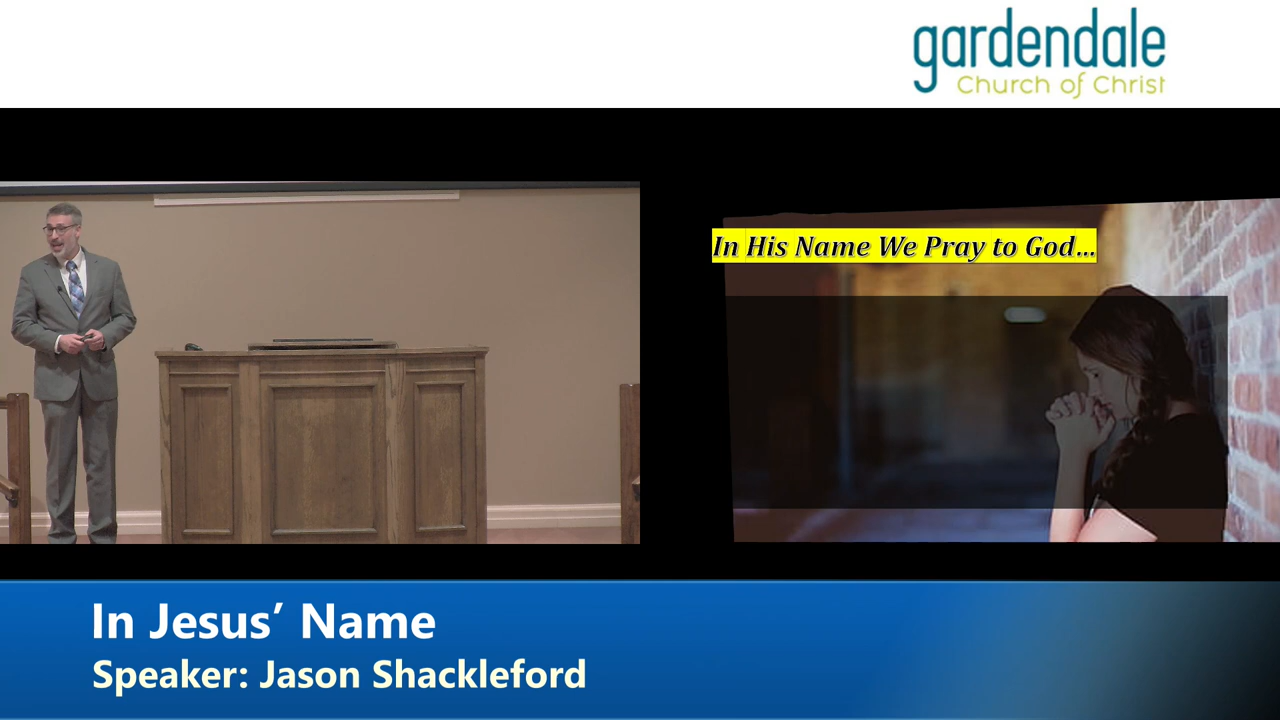 gardendale
Church of Christ
In His Name We Pray to God...
In Jesus’ Name
Speaker: Jason Shackleford